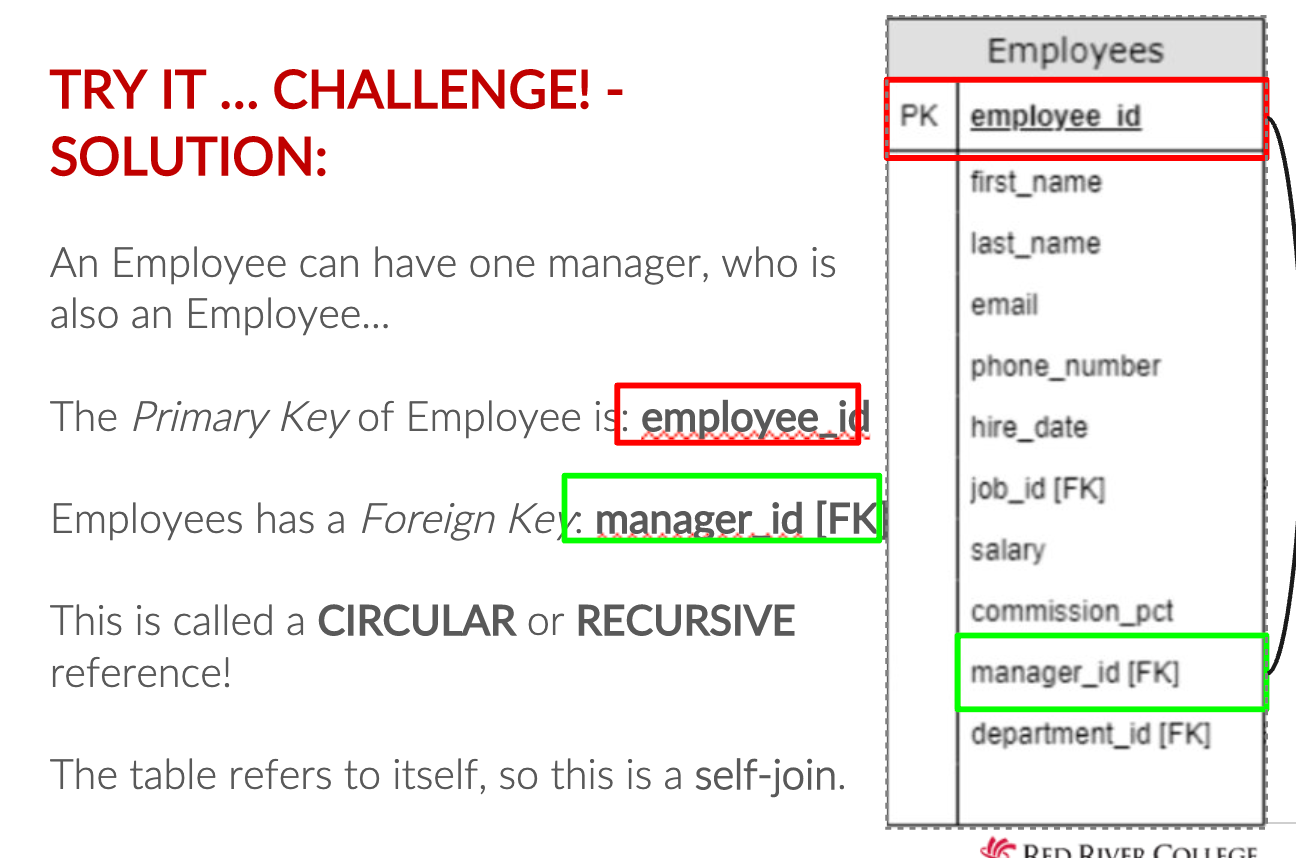 TRY IT ... CHALLENGE! -
SOLUTION:
An Employee can have one manager, who is
also an Employee...
The Primary Key of Employee is: employee_id
Employees has a Foreign Key: manager_id [FK]
This is called a CIRCULAR or RECURSIVE
reference!
The table refers to itself, so this is a self-join.
Employees
PK employee_id
first_name
last_name
email
phone_number
hire_date
job_id [FK]
salary
commission_pct
manager_id [FK]
department_id [FK]
RED RIVER COLLEGE